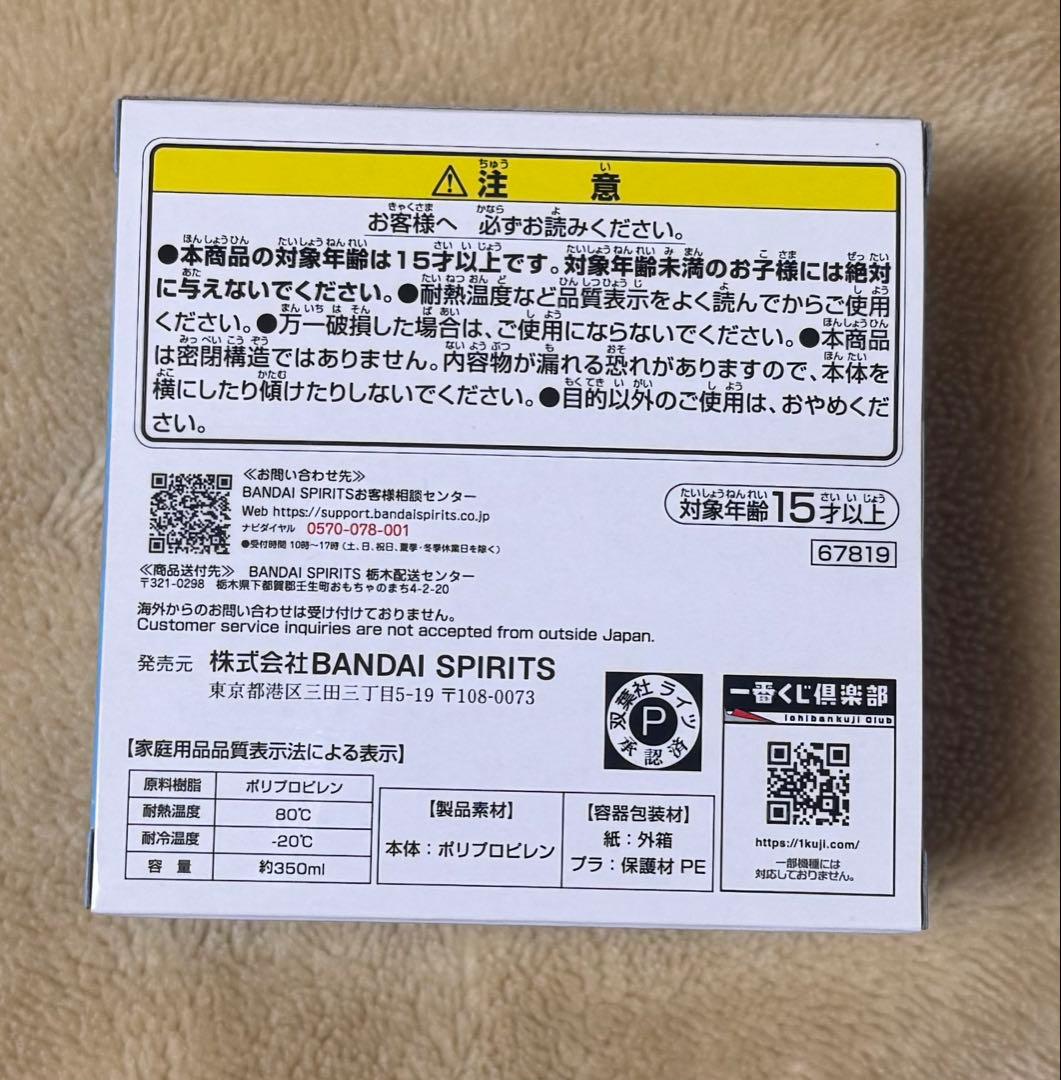 ⚠注意
お客様へ 必ずお読みください。
●本商品の対象年齢は15才以上です。対象年齢未満のお子様には絶対
に与えないでください。●耐熱温度など品質表示をよく読んでからご使用
ください。●万一破損した場合は、ご使用にならないでください。●本商品
は密閉構造ではありません。内容物が漏れる恐れがありますので、本体を
横にしたり傾けたりしないでください。●目的以外のご使用は、おやめくだ
さい。
≪お問い合わせ先≫
BANDAI SPIRITSお客様相談センター
Web https://support.bandaispirits.co.jp
ナビダイヤル 0570-078-001
●受付時間 10時〜17時(土、日、祝日、夏季・冬季休業日を除く)
対象年齢15才以上
67819
≪商品送付先≫ BANDAI SPIRITS 栃木配送センター
〒321-0298 栃木県下都賀郡壬生町おもちゃのまち4-2-20
海外からのお問い合わせは受け付けておりません。
Customer service inquiries are not accepted from outside Japan.
発売元 株式会社BANDAI SPIRITS
東京都港区三田三丁目5-19 〒108-0073
双葉社ライツ
P
承認済
一番くじ倶楽部
Ichibankuji Club
https://1kuji.com/
一部機種には
対応しておりません。
【家庭用品品質表示法による表示】
原料樹脂 ポリプロピレン
耐熱温度 80℃
耐冷温度 -20℃
容量 約350ml
【製品素材】
本体:ポリプロピレン
【容器包装材】
紙:外箱
プラ:保護材 PE